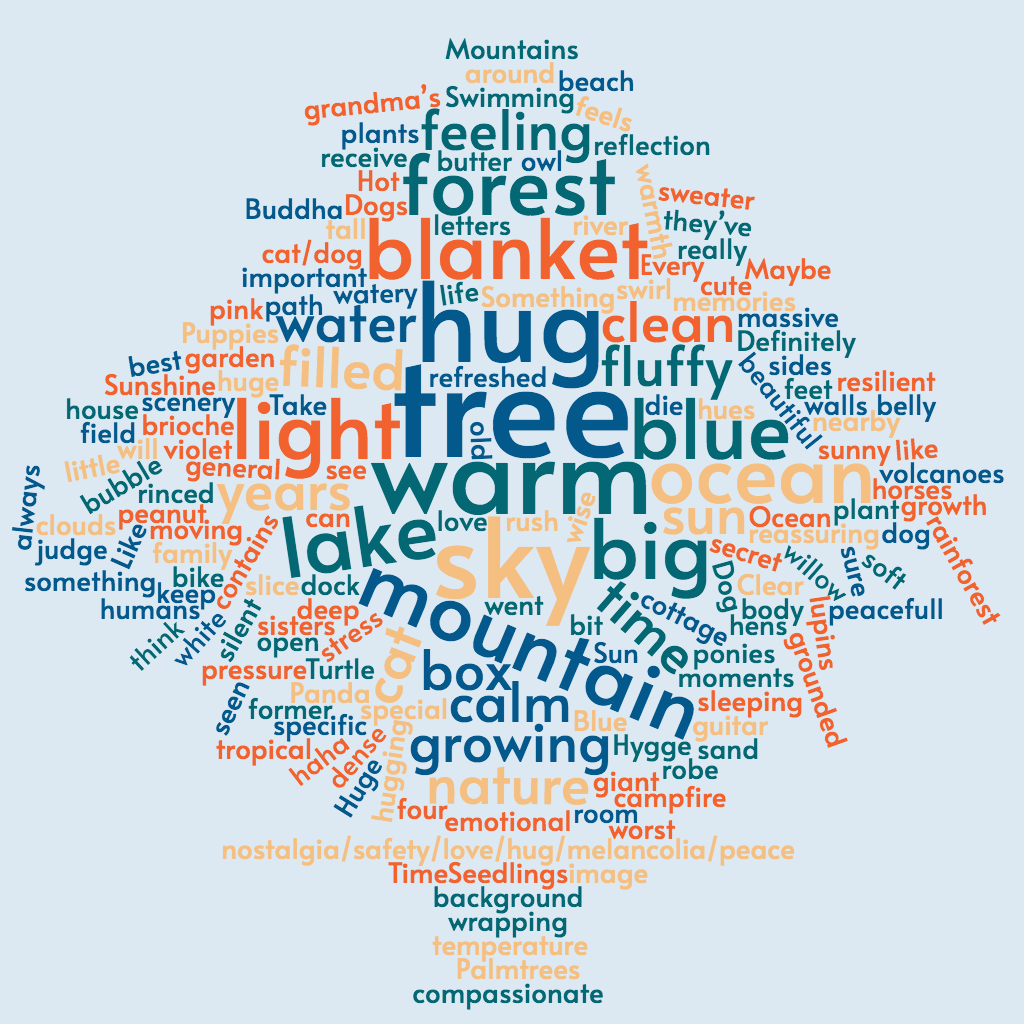 Mountains
around beach
grandma's Swimming feels
plants feeling reflection
receive butter owl
Hot forest warmth sweater
Buddha Dogs letters river they've
tall blanket really
cat/dog Every Maybe
important watery life Something swirl cute memories
pink path water hug clean massive
Puppies filled fluffy Definitely
best garden refreshed beautiful sides
Sunshine huge tree feet resilient
house scenery Take die hues walls belly
field brioche light old blue nearby
will violet sunny like
little general see warm ocean volcanoes
always bubble rinced years horses
clouds peanut can lake love rush wise sun Ocean plant growth
judge Like moving sky big reassuring dog rainforest
family contains secret willow sure soft
something keep bike slice dock mountain Dog Clear
humans white silent deep went time cottage body lupins peacefull
think sisters stress bit hens
open cat Sun ponies grounded
pressure Turtle box moments
seen Panda calm sleeping
former special Blue guitar
specific
tropical haha dense hugging growing Hygge sand
Huge nature robe
giant
four campfire
emotional room worst
nostalgia/safety/love/hug/melancolia/peace
TimeSeedlings image
background
wrapping
temperature
Palmtrees
compassionate